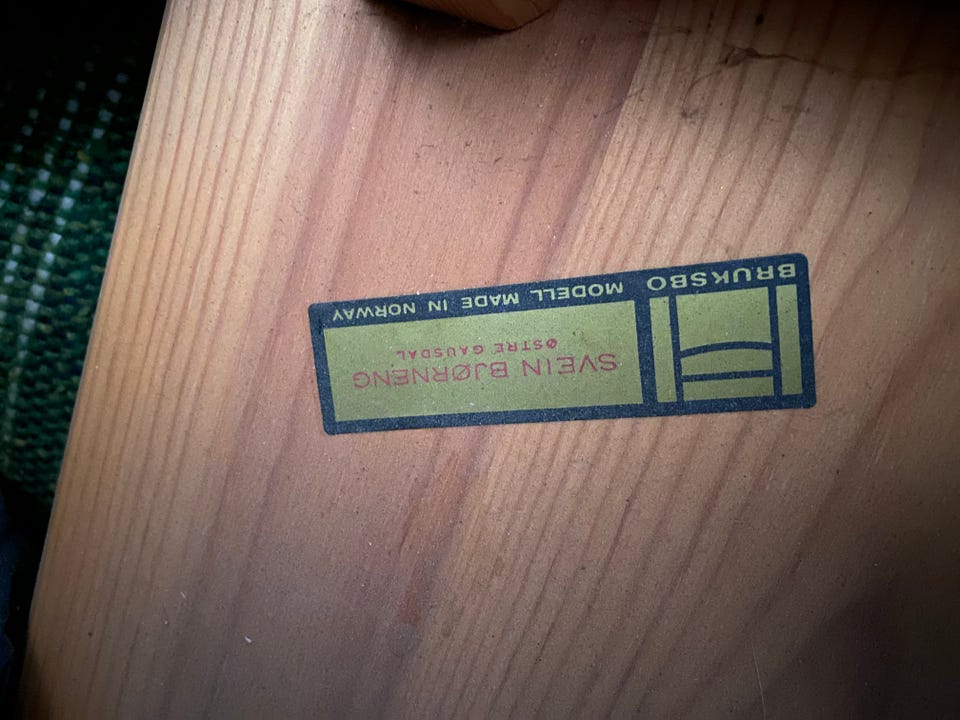 SVEIN BJØRNENG
ØSTRE GAUSDAL
BRUKSBO MODELL MADE IN NORWAY